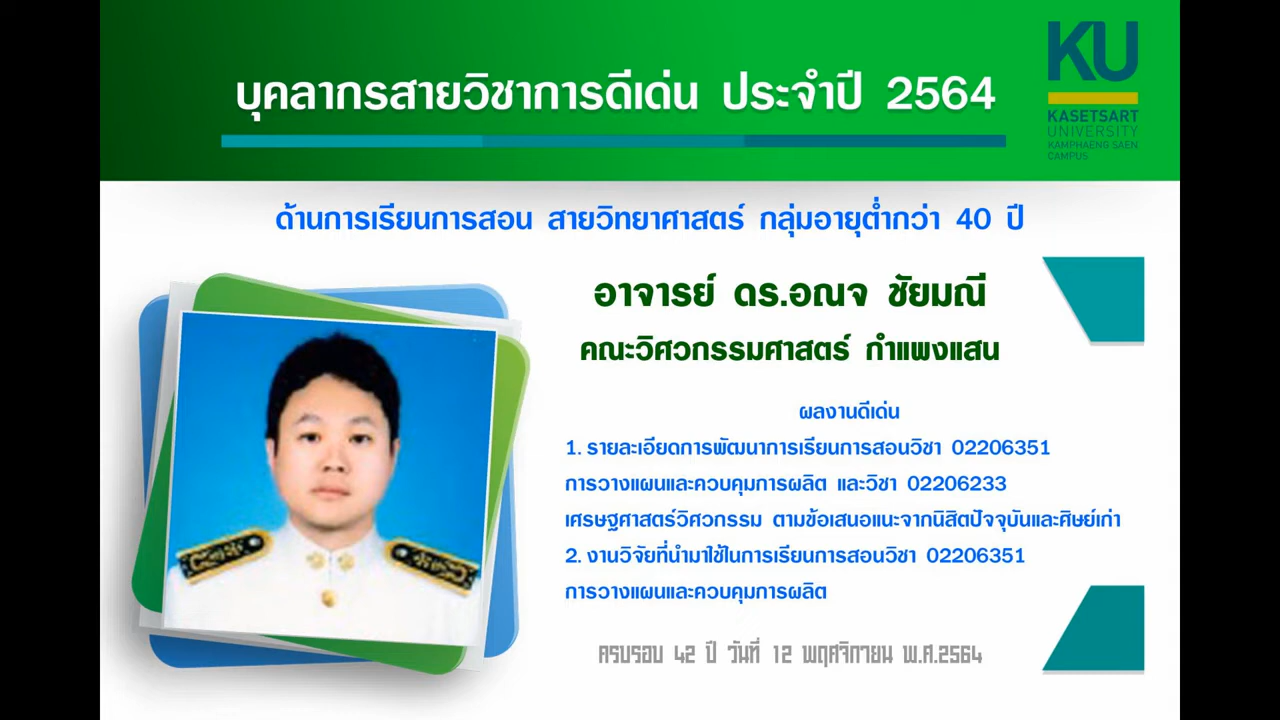 บุคลากรสายวิชาการดีเด่น ประจำปี 2564
KU
KASETSART
UNIVERSITY
KAMPHAENG SAEN
CAMPUS
ด้านการเรียนการสอน สายวิทยาศาสตร์ กลุ่มอายุต่ำกว่า 40 ปี
อาจารย์ ดร.อณจ ชัยมณี
คณะวิศวกรรมศาสตร์ กำแพงแสน
ผลงานดีเด่น
1. รายละเอียดการพัฒนาการเรียนการสอนวิชา 02206351
การวางแผนและควบคุมการผลิต และวิชา 02206233
เศรษฐศาสตร์วิศวกรรม ตามข้อเสนอแนะจากนิสิตปัจจุบันและศิษย์เก่า
2. งานวิจัยที่นำมาใช้ในการเรียนการสอนวิชา 02206351
การวางแผนและควบคุมการผลิต
ครบรอบ 42 ปี วันที่ 12 พฤศจิกายน พ.ศ.2564